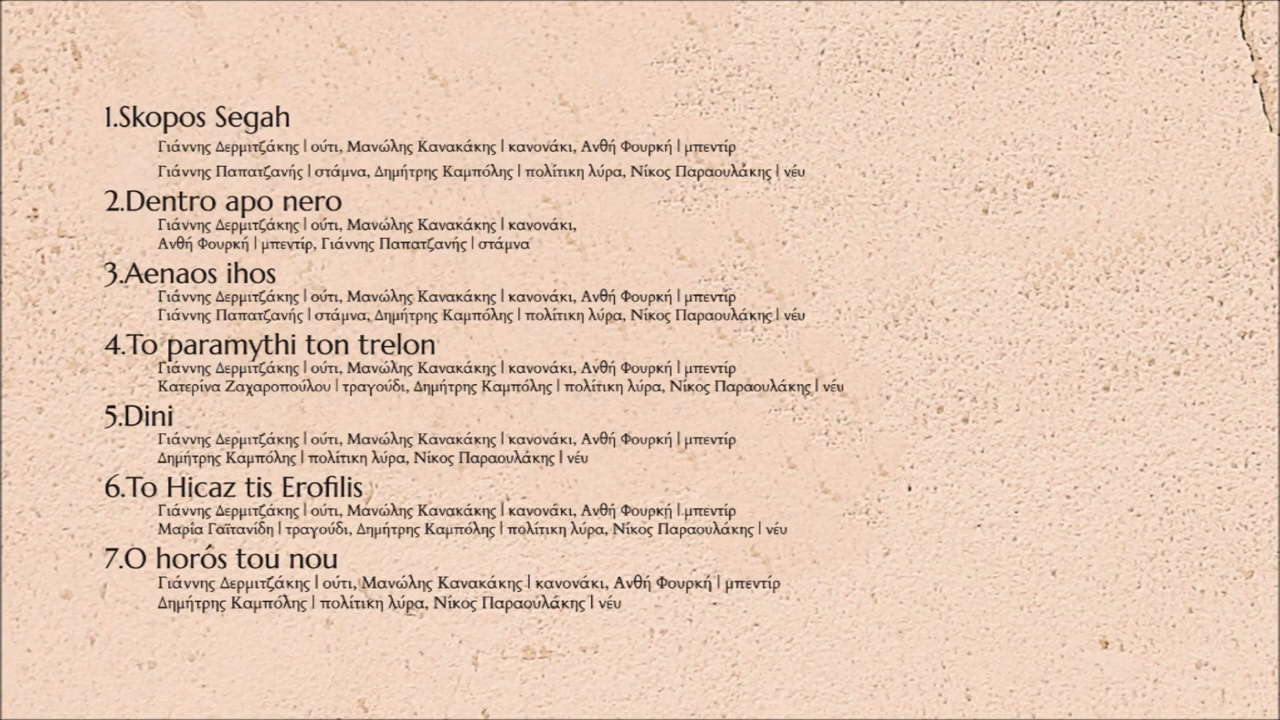 1.Skopos Segah
Γιάννης Δερμιτζάκης | ούτι, Μανώλης Κανακάκης | κανονάκι, Ανθή Φουρκή | μπεντίρ
Γιάννης Παπατζανής | στάμνα, Δημήτρης Καμπόλης | πολίτικη λύρα, Νίκος Παραουλάκης | νέυ
2.Dentro apo nero
Γιάννης Δερμιτζάκης | ούτι, Μανώλης Κανακάκης | κανονάκι,
Ανθή Φουρκή | μπεντίρ, Γιάννης Παπατζανής | στάμνα
3.Aenaos ihos
Γιάννης Δερμιτζάκης | ούτι, Μανώλης Κανακάκης | κανονάκι, Ανθή Φουρκή | μπεντίρ
Γιάννης Παπατζανής | στάμνα, Δημήτρης Καμπόλης | πολίτικη λύρα, Νίκος Παραουλάκης | νέυ
4.To paramythi ton trelon
Γιάννης Δερμιτζάκης | ούτι, Μανώλης Κανακάκης | κανονάκι, Ανθή Φουρκή | μπεντίρ
Κατερίνα Ζαχαροπούλου | τραγούδι, Δημήτρης Καμπόλης | πολίτικη λύρα, Νίκος Παραουλάκης | νέυ
5.Dini
Γιάννης Δερμιτζάκης | ούτι, Μανώλης Κανακάκης | κανονάκι, Ανθή Φουρκή | μπεντίρ
Δημήτρης Καμπόλης | πολίτικη λύρα, Νίκος Παραουλάκης | νέυ
6.To Hicaz tis Erofilis
Γιάννης Δερμιτζάκης | ούτι, Μανώλης Κανακάκης | κανονάκι, Ανθή Φουρκή | μπεντίρ
Μαρία Γαϊτανίδη | τραγούδι, Δημήτρης Καμπόλης | πολίτικη λύρα, Νίκος Παραουλάκης | νέυ
7.O horós tou nou
Γιάννης Δερμιτζάκης | ούτι, Μανώλης Κανακάκης | κανονάκι, Ανθή Φουρκή | μπεντίρ
Δημήτρης Καμπόλης | πολίτικη λύρα, Νίκος Παραουλάκης | νέυ